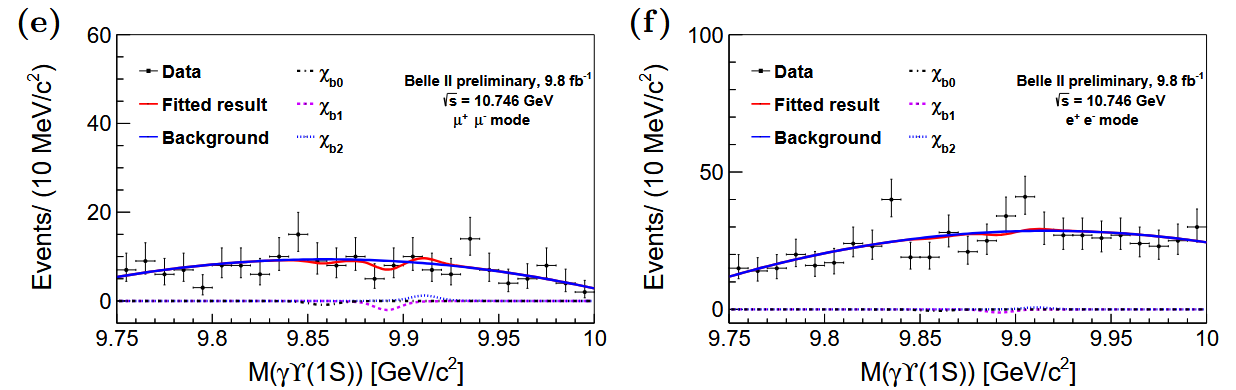 (e)
60
40
20
0
Events/ (10 MeV/c²)
Data
Fitted result
Background
χb0
χb1
χb2
Belle II preliminary, 9.8 fb⁻¹
√s = 10.746 GeV
μ⁺ μ⁻ mode
9.75 9.8 9.85 9.9 9.95 10
M(γϒ(1S)) [GeV/c²]
(f)
100
50
0
Events/ (10 MeV/c²)
Data
Fitted result
Background
χb0
χb1
χb2
Belle II preliminary, 9.8 fb⁻¹
√s = 10.746 GeV
e⁺ e⁻ mode
9.75 9.8 9.85 9.9 9.95 10
M(γϒ(1S)) [GeV/c²]